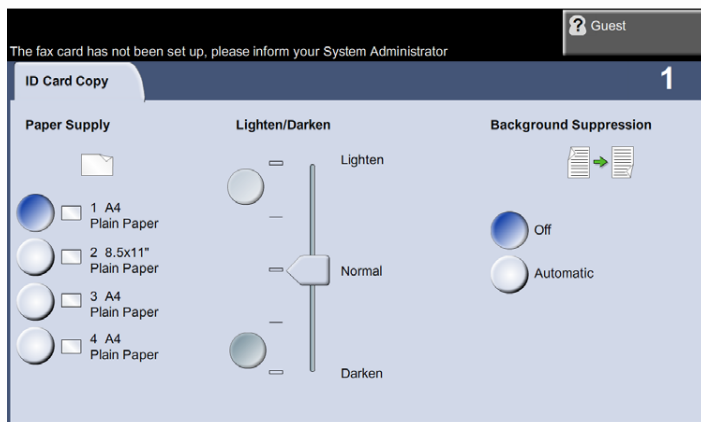 Guest
The fax card has not been set up, please inform your System Administrator
ID Card Copy
1
Paper Supply
Lighten/Darken
Background Suppression
Lighten
1 A4
Plain Paper
Off
2 8.5x11"
Plain Paper
Normal
Automatic
3 A4
Plain Paper
4 A4
Plain Paper
Darken